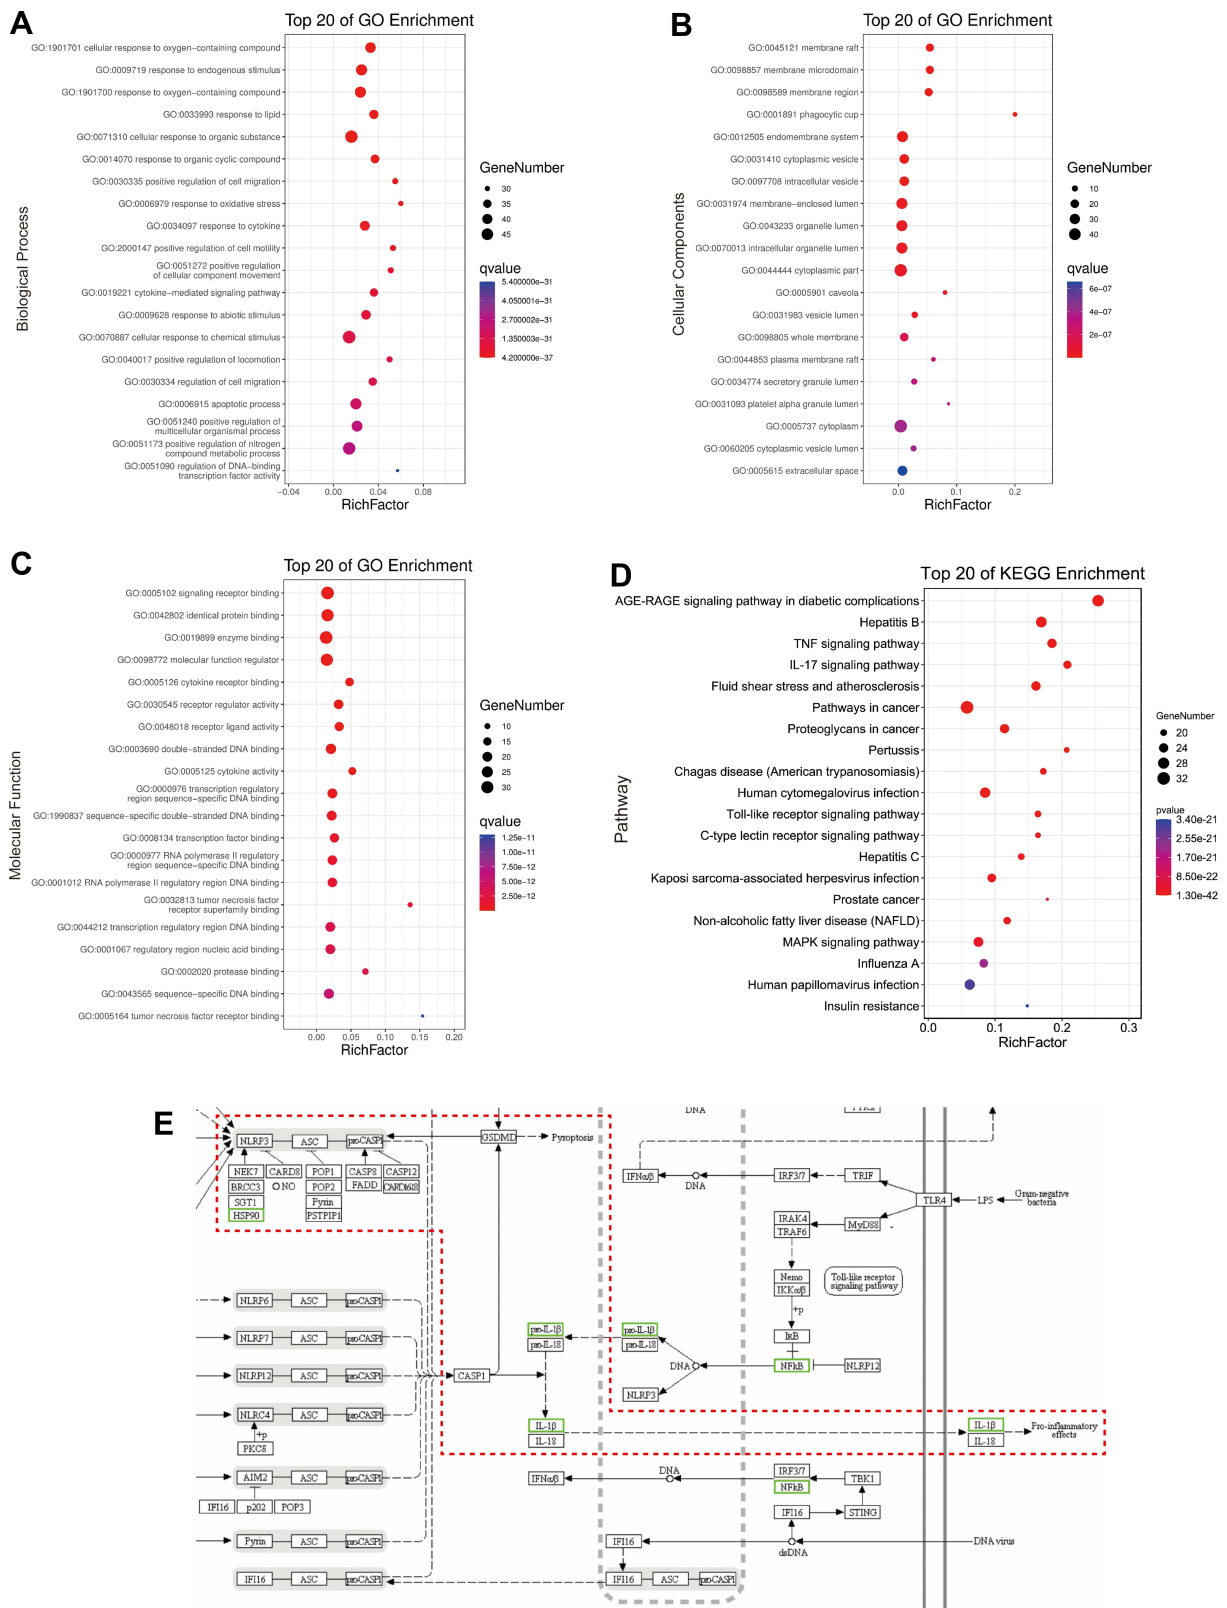 A
Top 20 of GO Enrichment
Biological Process
GO:1901701 cellular response to oxygen−containing compound
GO:0009719 response to endogenous stimulus
GO:1901700 response to oxygen−containing compound
GO:0033993 response to lipid
GO:0071310 cellular response to organic substance
GO:0014070 response to organic cyclic compound
GO:0030335 positive regulation of cell migration
GO:0006979 response to oxidative stress
GO:0034097 response to cytokine
GO:2000147 positive regulation of cell motility
GO:0051272 positive regulation
of cellular component movement
GO:0019221 cytokine−mediated signaling pathway
GO:0009628 response to abiotic stimulus
GO:0070887 cellular response to chemical stimulus
GO:0040017 positive regulation of locomotion
GO:0030334 regulation of cell migration
GO:0006915 apoptotic process
GO:0051240 positive regulation of
multicellular organismal process
GO:0051173 positive regulation of nitrogen
compound metabolic process
GO:0051090 regulation of DNA−binding
transcription factor activity
−0.04 0.00 0.04 0.08
RichFactor
GeneNumber
30
35
40
45
qvalue
5.400000e−31
4.050001e−31
2.700002e−31
1.350003e−31
4.200000e−37
B
Top 20 of GO Enrichment
Cellular Components
GO:0045121 membrane raft
GO:0098857 membrane microdomain
GO:0098589 membrane region
GO:0001891 phagocytic cup
GO:0012505 endomembrane system
GO:0031410 cytoplasmic vesicle
GO:0097708 intracellular vesicle
GO:0031974 membrane−enclosed lumen
GO:0043233 organelle lumen
GO:0070013 intracellular organelle lumen
GO:0044444 cytoplasmic part
GO:0005901 caveola
GO:0031983 vesicle lumen
GO:0098805 whole membrane
GO:0044853 plasma membrane raft
GO:0034774 secretory granule lumen
GO:0031093 platelet alpha granule lumen
GO:0005737 cytoplasm
GO:0060205 cytoplasmic vesicle lumen
GO:0005615 extracellular space
0.0 0.1 0.2
RichFactor
GeneNumber
10
20
30
40
qvalue
6e−07
4e−07
2e−07
C
Top 20 of GO Enrichment
Molecular Function
GO:0005102 signaling receptor binding
GO:0042802 identical protein binding
GO:0019899 enzyme binding
GO:0098772 molecular function regulator
GO:0005126 cytokine receptor binding
GO:0030545 receptor regulator activity
GO:0048018 receptor ligand activity
GO:0003690 double−stranded DNA binding
GO:0005125 cytokine activity
GO:0000976 transcription regulatory
region sequence−specific DNA binding
GO:1990837 sequence−specific double−stranded DNA binding
GO:0008134 transcription factor binding
GO:0000977 RNA polymerase II regulatory
region sequence−specific DNA binding
GO:0001012 RNA polymerase II regulatory region DNA binding
GO:0032813 tumor necrosis factor
receptor superfamily binding
GO:0044212 transcription regulatory region DNA binding
GO:0001067 regulatory region nucleic acid binding
GO:0002020 protease binding
GO:0043565 sequence−specific DNA binding
GO:0005164 tumor necrosis factor receptor binding
0.00 0.05 0.10 0.15 0.20
RichFactor
GeneNumber
10
15
20
25
30
qvalue
1.25e−11
1.00e−11
7.50e−12
5.00e−12
2.50e−12
D
Top 20 of KEGG Enrichment
Pathway
AGE-RAGE signaling pathway in diabetic complications
Hepatitis B
TNF signaling pathway
IL-17 signaling pathway
Fluid shear stress and atherosclerosis
Pathways in cancer
Proteoglycans in cancer
Pertussis
Chagas disease (American trypanosomiasis)
Human cytomegalovirus infection
Toll-like receptor signaling pathway
C-type lectin receptor signaling pathway
Hepatitis C
Kaposi sarcoma-associated herpesvirus infection
Prostate cancer
Non-alcoholic fatty liver disease (NAFLD)
MAPK signaling pathway
Influenza A
Human papillomavirus infection
Insulin resistance
0.0 0.1 0.2 0.3
RichFactor
GeneNumber
20
24
28
32
pvalue
3.40e-21
2.55e-21
1.70e-21
8.50e-22
1.30e-42
E
DNA
NLRP3 ASC pro-CASP1 GSDMD Pyroptosis
NEK7 CARD8 POP1 CASP8 CASP12
BRCC3 NO POP2 FADD CARD16/18
SGT1 Pyrin
HSP90 PSTPIP1
IFNα/β DNA IRF3/7 TRIF
TLR4 LPS Gram-negative
bacteria
IRAK4 MyD88
TRAF6
Nemo Toll-like receptor
IKKα/β signaling pathway
+p
NLRP6 ASC pro-CASP1
NLRP7 ASC pro-CASP1
pro-IL-1β pro-IL-1β IκB
pro-IL-18 pro-IL-18
DNA NFκB NLRP12
NLRP12 ASC pro-CASP1 CASP1
NLRP3
NLRC4 ASC pro-CASP1
+p
PKCδ
IL-1β IL-1β Pro-inflammatory
IL-18 IL-18 effects
AIM2 ASC pro-CASP1
IFI16 p202 POP3
IFNα/β DNA IRF3/7 TBK1
NFκB
IFI16 STING
Pyrin ASC pro-CASP1
IFI16 dsDNA DNA virus
IFI16 ASC pro-CASP1
IFI16 ASC pro-CASP1